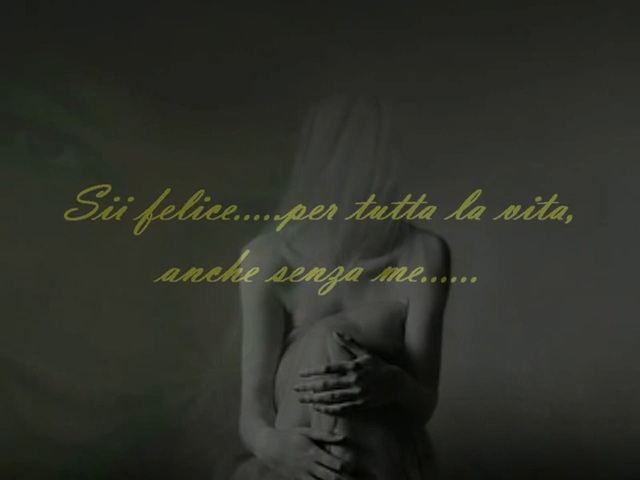 Sii felice.....per tutta la vita,
anche senza me......